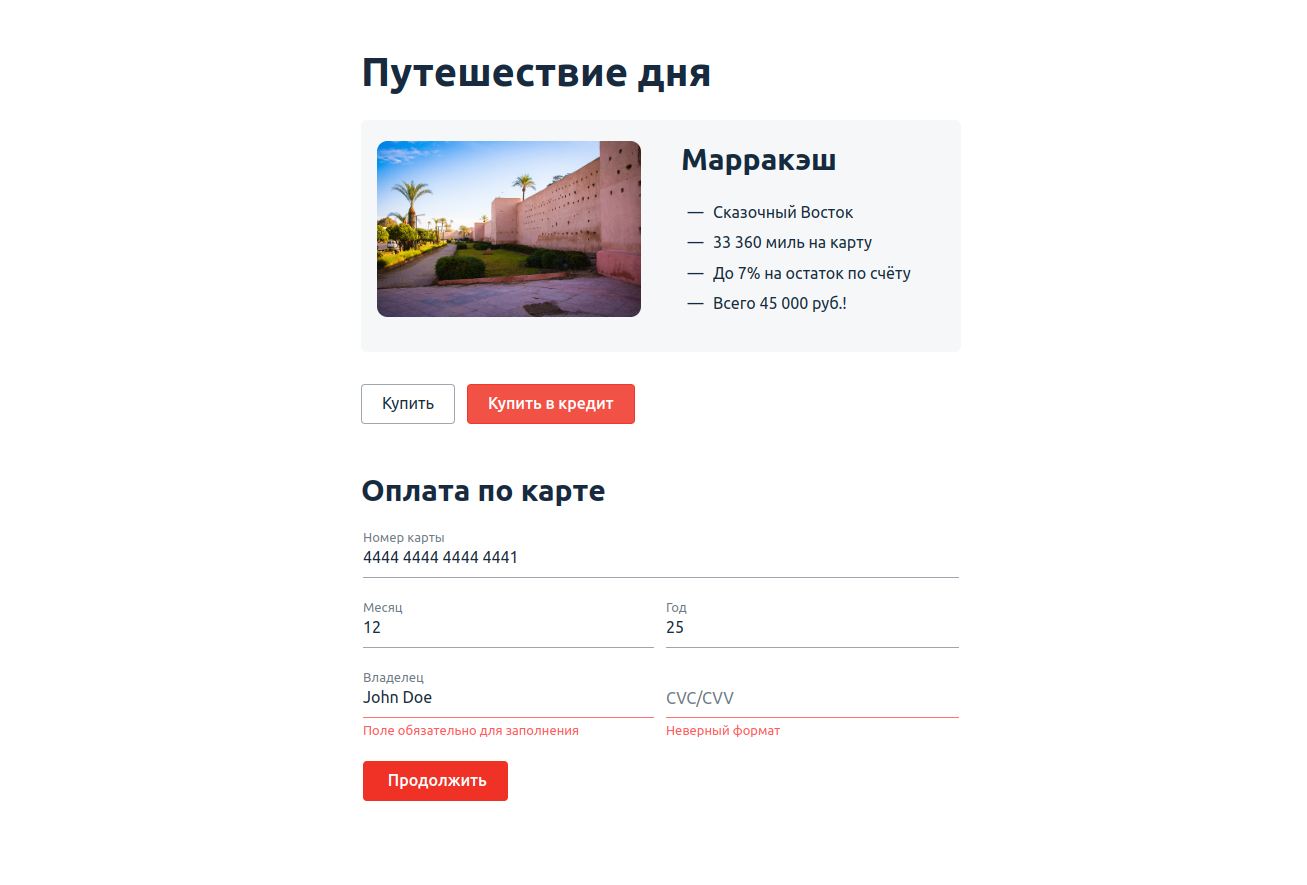 Путешествие дня
Марракэш
— Сказочный Восток
— 33 360 миль на карту
— До 7% на остаток по счёту
— Всего 45 000 руб.!
Купить
Купить в кредит
Оплата по карте
Номер карты
4444 4444 4444 4441
Месяц
12
Год
25
Владелец
John Doe
Поле обязательно для заполнения
CVC/CVV
Неверный формат
Продолжить